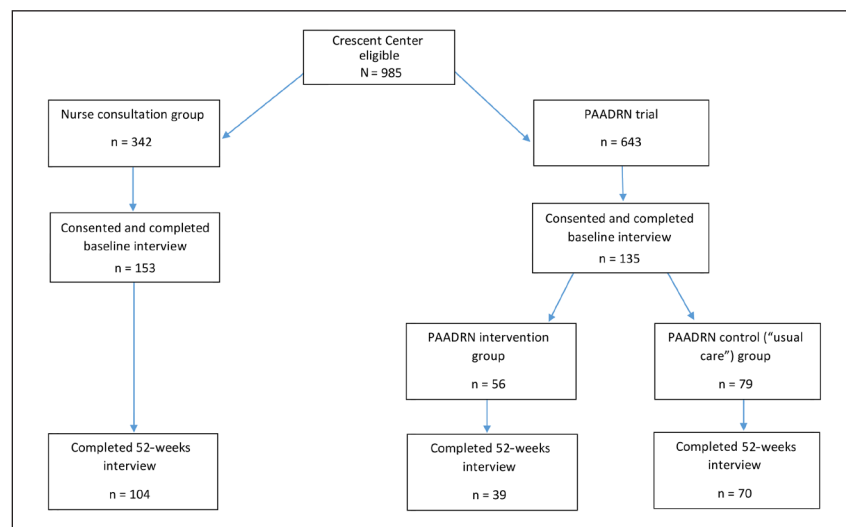 Crescent Center
eligible
N = 985
Nurse consultation group
n = 342
PAADRN trial
n = 643
Consented and completed
baseline interview
n = 153
Consented and completed
baseline interview
n = 135
PAADRN intervention
group
n = 56
PAADRN control (“usual
care”) group
n = 79
Completed 52-weeks
interview
n = 104
Completed 52-weeks
interview
n = 39
Completed 52-weeks
interview
n = 70